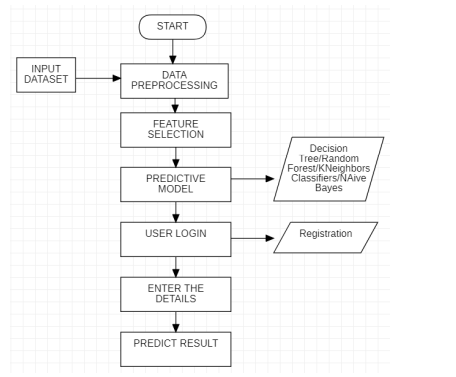 START
INPUT
DATASET
DATA
PREPROCESSING
FEATURE
SELECTION
PREDICTIVE
MODEL
Decision
Tree/Random
Forest/KNeighbors
Classifiers/NAive
Bayes
USER LOGIN
Registration
ENTER THE
DETAILS
PREDICT RESULT